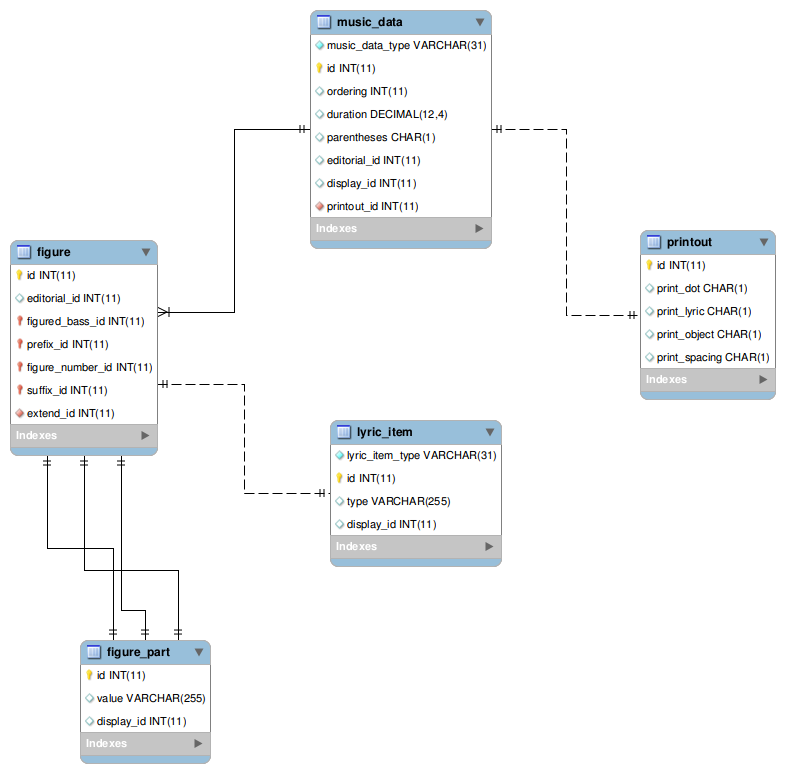 music_data
music_data_type VARCHAR(31)
id INT(11)
ordering INT(11)
duration DECIMAL(12,4)
parentheses CHAR(1)
editorial_id INT(11)
display_id INT(11)
printout_id INT(11)
Indexes
figure
id INT(11)
editorial_id INT(11)
figured_bass_id INT(11)
prefix_id INT(11)
figure_number_id INT(11)
suffix_id INT(11)
extend_id INT(11)
Indexes
printout
id INT(11)
print_dot CHAR(1)
print_lyric CHAR(1)
print_object CHAR(1)
print_spacing CHAR(1)
Indexes
lyric_item
lyric_item_type VARCHAR(31)
id INT(11)
type VARCHAR(255)
display_id INT(11)
Indexes
figure_part
id INT(11)
value VARCHAR(255)
display_id INT(11)
Indexes